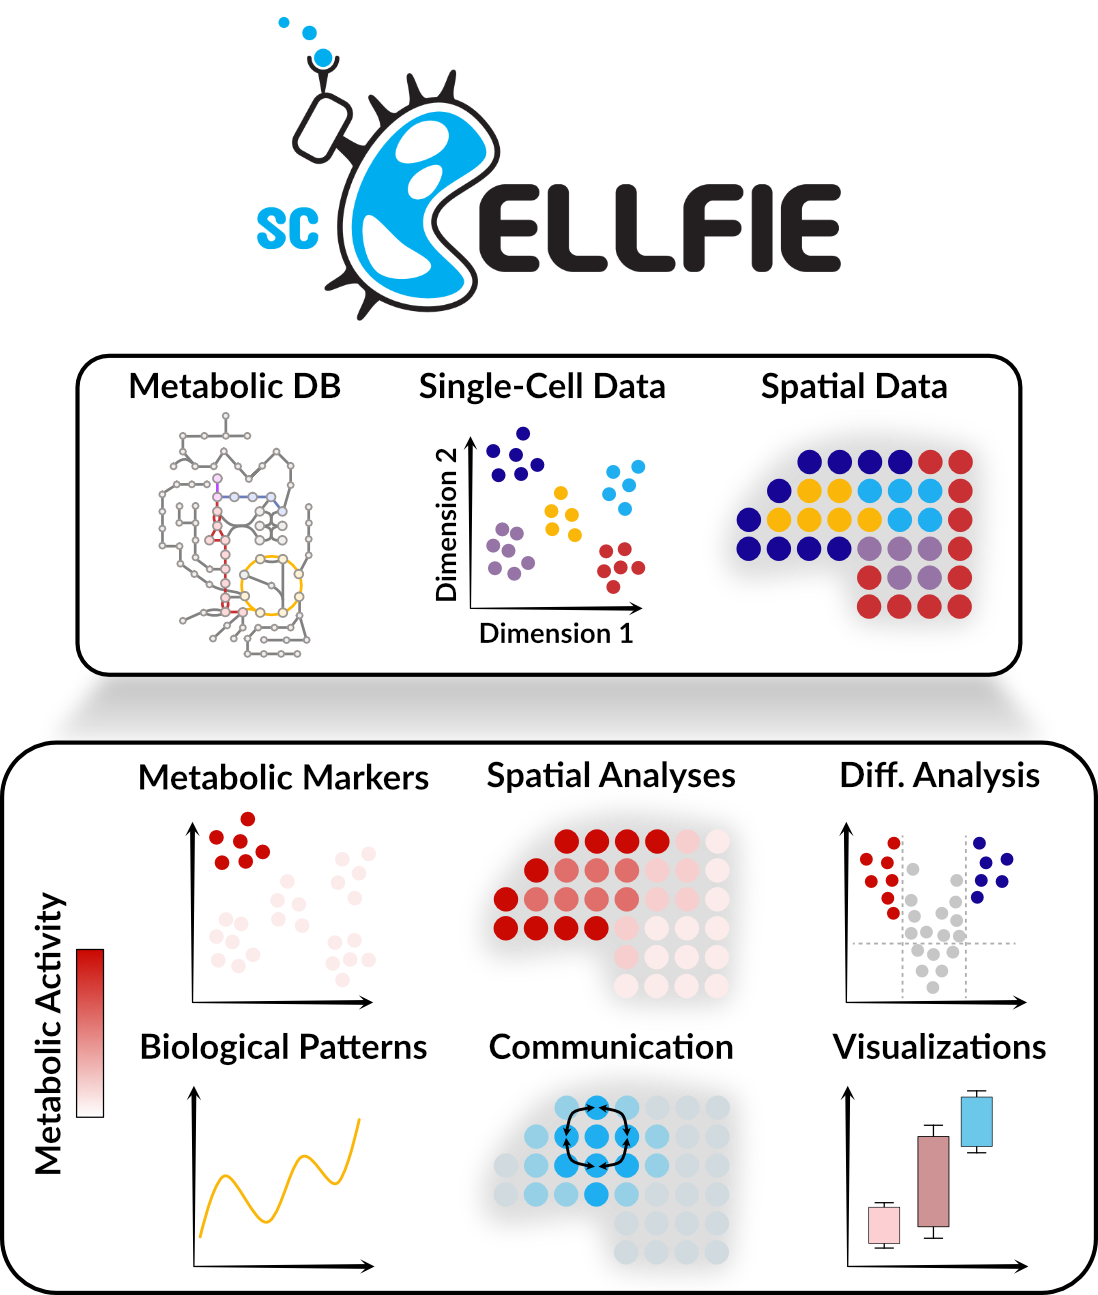 sc ELLFIE
Metabolic DB
Single-Cell Data
Spatial Data
Dimension 2
Dimension 1
Metabolic Markers
Spatial Analyses
Diff. Analysis
Metabolic Activity
Biological Patterns
Communication
Visualizations